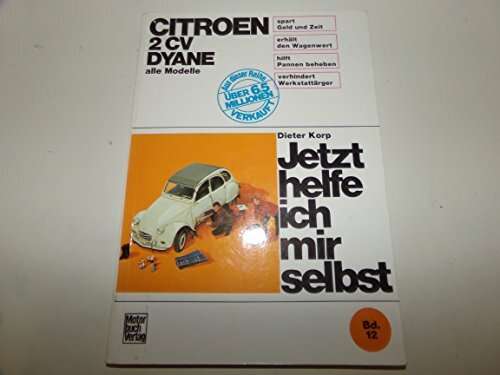 CITROEN
2 CV
DYANE
alle Modelle
spart
Geld und Zeit
erhält
den Wagenwert
hilft
Pannen beheben
verhindert
Werkstattärger
Aus dieser Reihe
ÜBER 6,5
MILLIONEN
VERKAUFT
Dieter Korp
Jetzt
helfe
ich
mir
selbst
Motor
buch
Verlag
Bd.
12